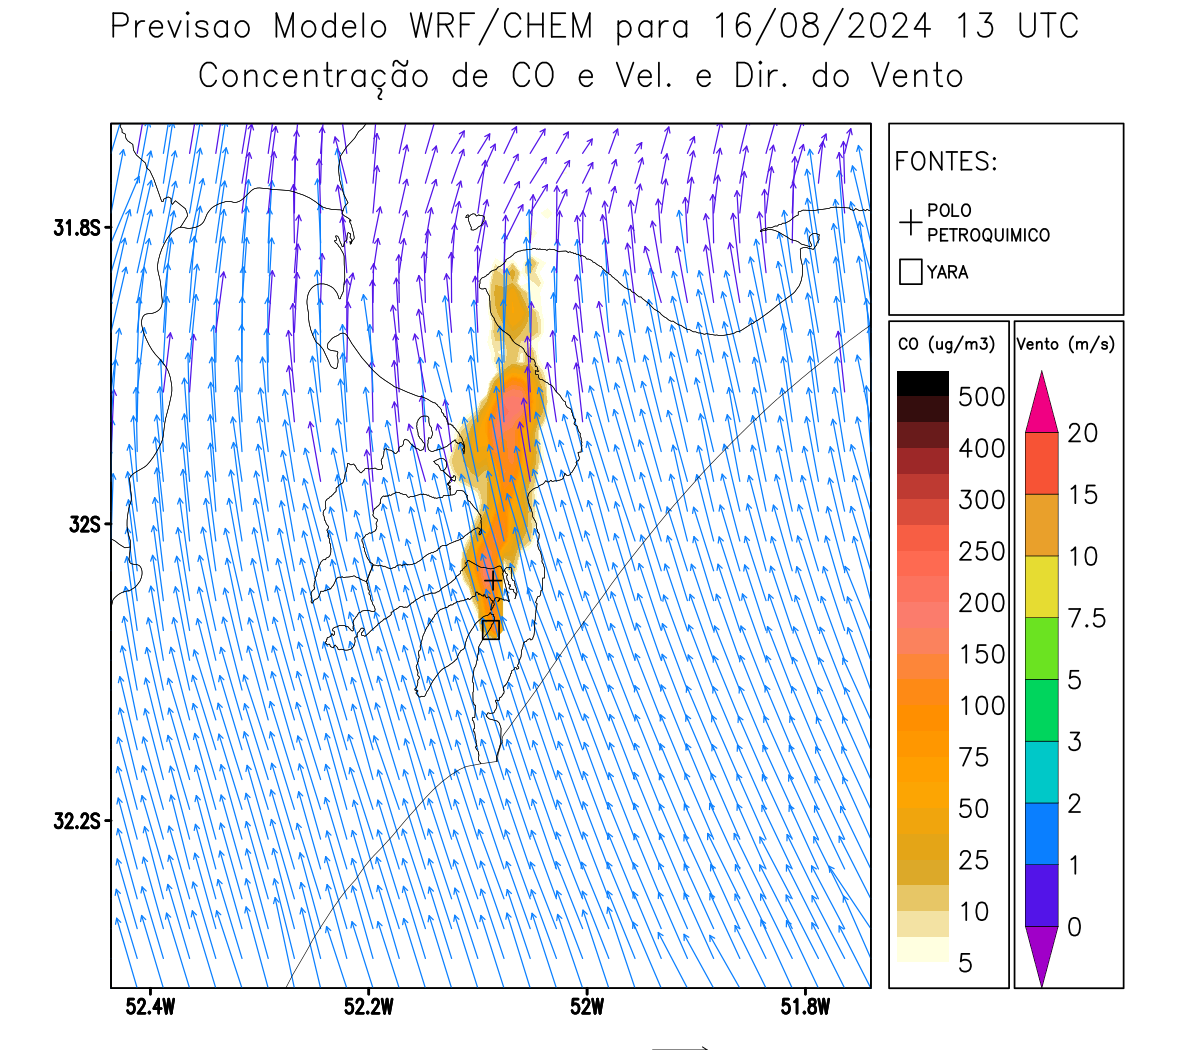 Previsao Modelo WRF/CHEM para 16/08/2024 13 UTC
Concentração de CO e Vel. e Dir. do Vento
FONTES:
POLO
PETROQUIMICO
YARA
CO (ug/m3)
500
400
300
250
200
150
100
75
50
25
10
5
Vento (m/s)
20
15
10
7.5
5
3
2
1
0
31.8S
32S
32.2S
52.4W
52.2W
52W
51.8W